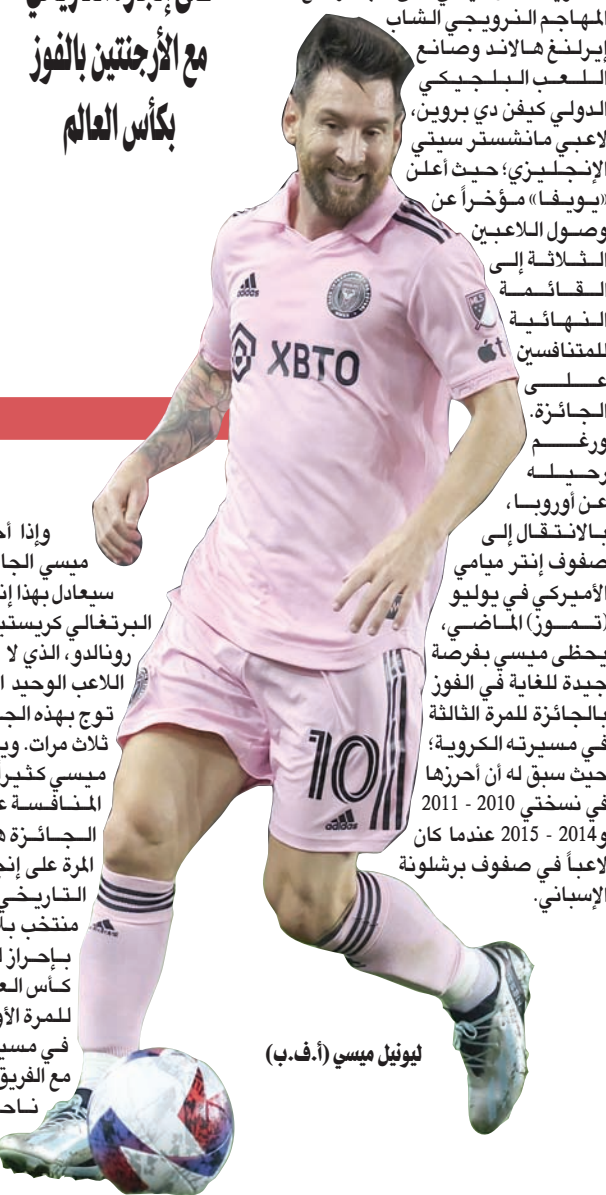 مع الأرجنتين بالفوز
بكأس العالم
المهاجم النرويجي الشاب
إيرلنغ هالاند وصانع
اللعب البلجيكي
الدولي كيفن دي بروين،
لاعبي مانشستر سيتي
الإنجليزي؛ حيث أعلن
«يويفا» مؤخراً عن
وصول اللاعبين
الثلاثة إلى
القائمة
النهائية
للمتنافسين
على
الجائزة.
ورغم
رحيله
عن أوروبا،
بالانتقال إلى
صفوف إنتر ميامي
الأميركي في يوليو
(تموز) الماضي،
يحظى ميسي بفرصة
جيدة للغاية في الفوز
بالجائزة للمرة الثالثة
في مسيرته الكروية؛
حيث سبق له أن أحرزها
في نسختي 2010 - 2011
و2014 - 2015 عندما كان
لاعباً في صفوف برشلونة
الإسباني.
وإذا
ميسي
سيعادل بهذا
البرتغالي
رونالدو، الذي لا
اللاعب الوحيد
توج بهذه
ثلاث مرات.
ميسي
المنافسة
الجائزة
المرة على
التاريخي
منتخب
بإحراز
كأس
للمرة
في
مع الفريق
adidas
XBTO
tv
10
adidas
ليونيل ميسي (أ.ف.ب)